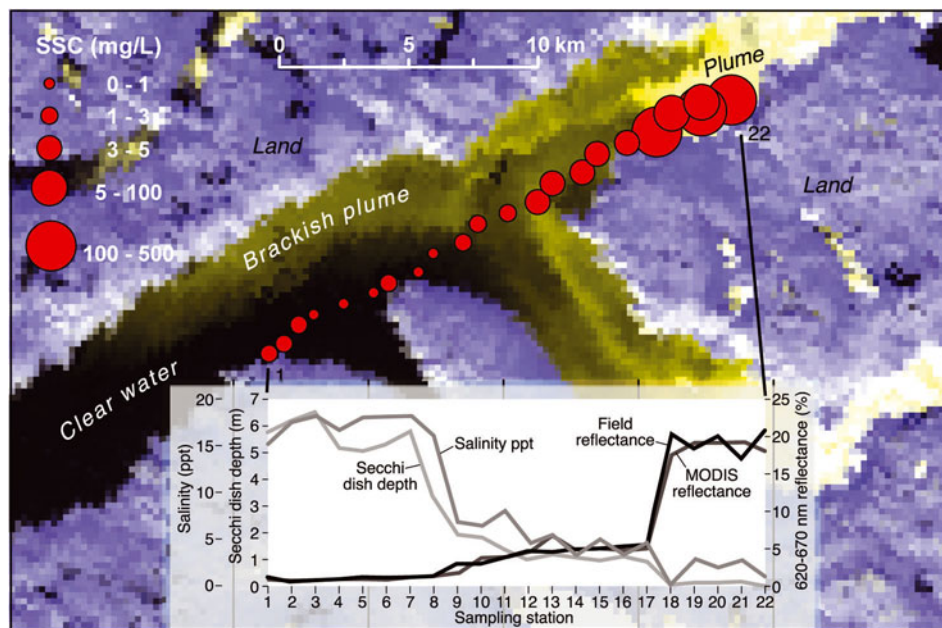 SSC (mg/L)
0 - 1
1 - 3
3 - 5
5 - 100
100 - 500
0 5 10 km
Plume
22
Land
Land
Brackish plume
Clear water
1
20
15
10
5
0
Salinity (ppt)
7
6
5
4
3
2
1
0
Secchi dish depth (m)
Salinity ppt
Secchi
dish depth
Field
reflectance
MODIS
reflectance
25
20
15
10
5
0
620-670 nm reflectance (%)
1 2 3 4 5 6 7 8 9 10 11 12 13 14 15 16 17 18 19 20 21 22
Sampling station